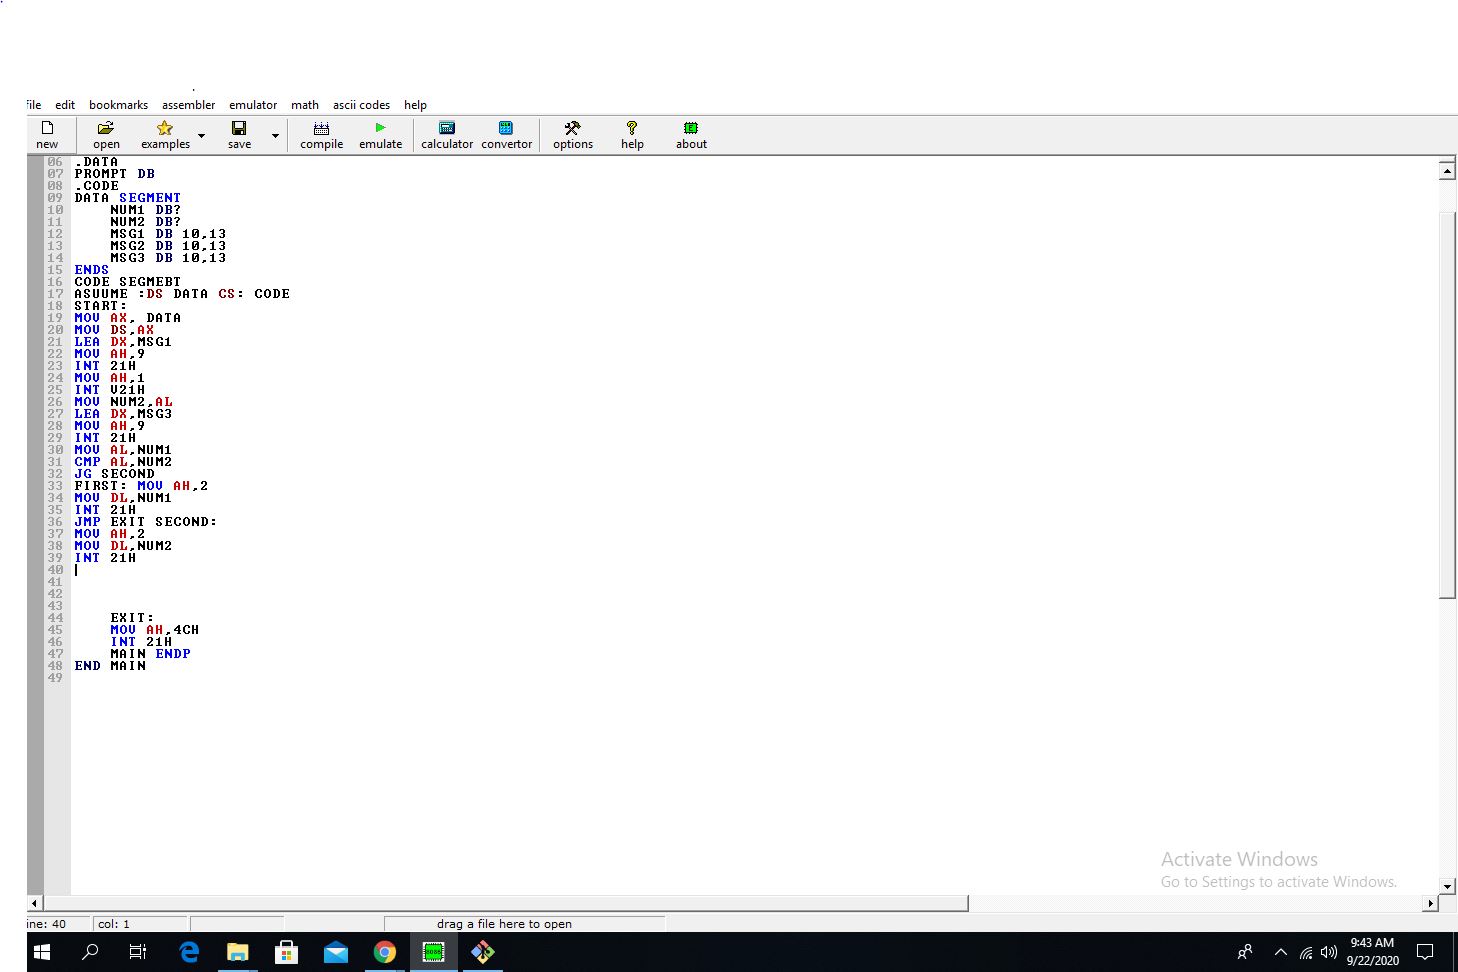 file edit bookmarks assembler emulator math ascii codes help
new open examples save compile emulate calculator convertor options help about
06 .DATA
07 PROMPT DB
08 .CODE
09 DATA SEGMENT
10 NUM1 DB?
11 NUM2 DB?
12 MSG1 DB 10,13
13 MSG2 DB 10,13
14 MSG3 DB 10,13
15 ENDS
16 CODE SEGMEBT
17 ASUUME :DS DATA CS: CODE
18 START:
19 MOV AX, DATA
20 MOV DS,AX
21 LEA DX,MSG1
22 MOV AH,9
23 INT 21H
24 MOV AH,1
25 INT V21H
26 MOV NUM2,AL
27 LEA DX,MSG3
28 MOV AH,9
29 INT 21H
30 MOV AL,NUM1
31 CMP AL,NUM2
32 JG SECOND
33 FIRST: MOV AH,2
34 MOV DL,NUM1
35 INT 21H
36 JMP EXIT SECOND:
37 MOV AH,2
38 MOV DL,NUM2
39 INT 21H
40
41
42
43
44 EXIT:
45 MOV AH,4CH
46 INT 21H
47 MAIN ENDP
48 END MAIN
49
Activate Windows
Go to Settings to activate Windows.
ine: 40 col: 1 drag a file here to open
9:43 AM
9/22/2020